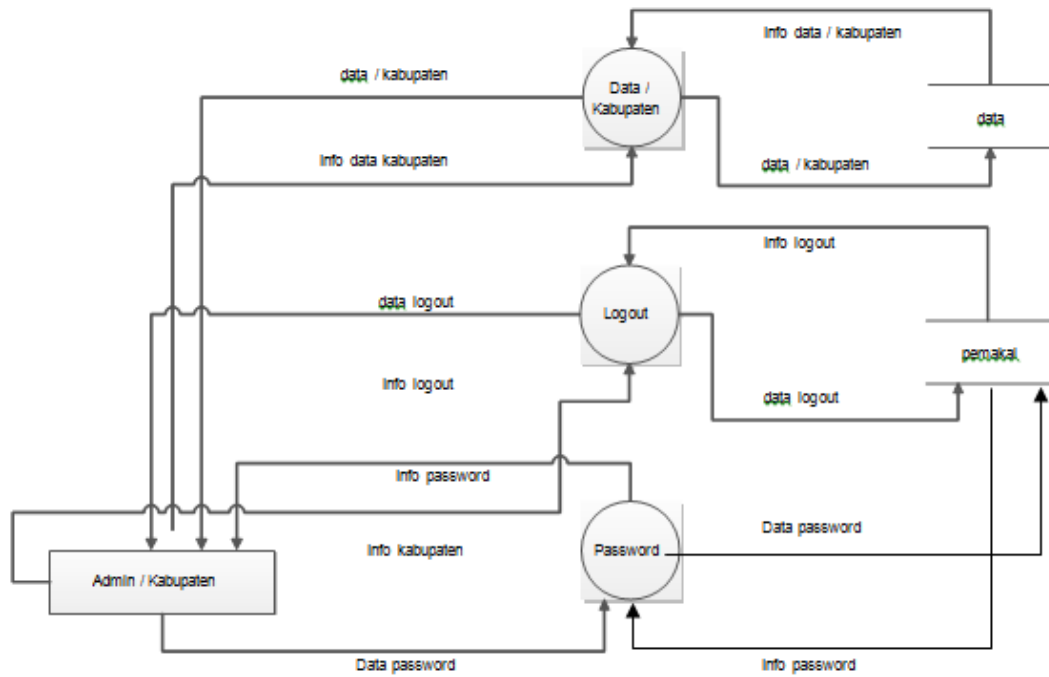 Info data / kabupaten
data / kabupaten
Data /
Kabupaten
data
Info data kabupaten
data / kabupaten
Info logout
data logout
Logout
pemakai
Info logout
data logout
Info password
Data password
Info kabupaten
Password
Admin / Kabupaten
Data password
Info password